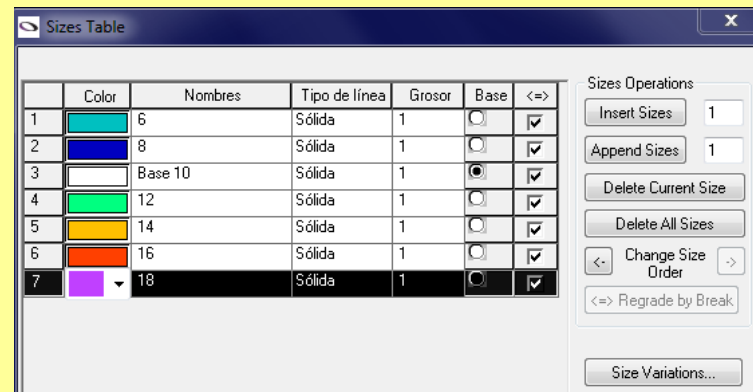 Sizes Table
x
Color Nombres Tipo de línea Grosor Base <=>
1 6 Sólida 1
2 8 Sólida 1
3 Base 10 Sólida 1
4 12 Sólida 1
5 14 Sólida 1
6 16 Sólida 1
7 18 Sólida 1
Sizes Operations
Insert Sizes 1
Append Sizes 1
Delete Current Size
Delete All Sizes
<- Change Size Order ->
<=> Regrade by Break
Size Variations...